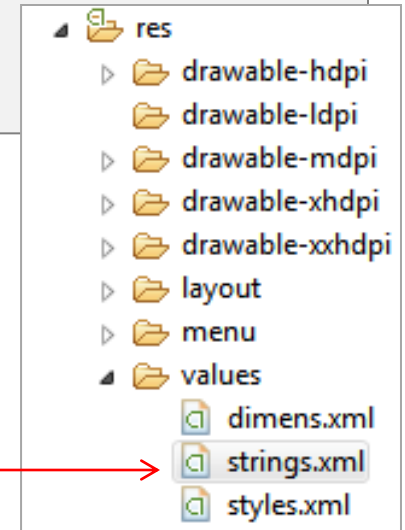 res
drawable-hdpi
drawable-ldpi
drawable-mdpi
drawable-xhdpi
drawable-xxhdpi
layout
menu
values
dimens.xml
strings.xml
styles.xml